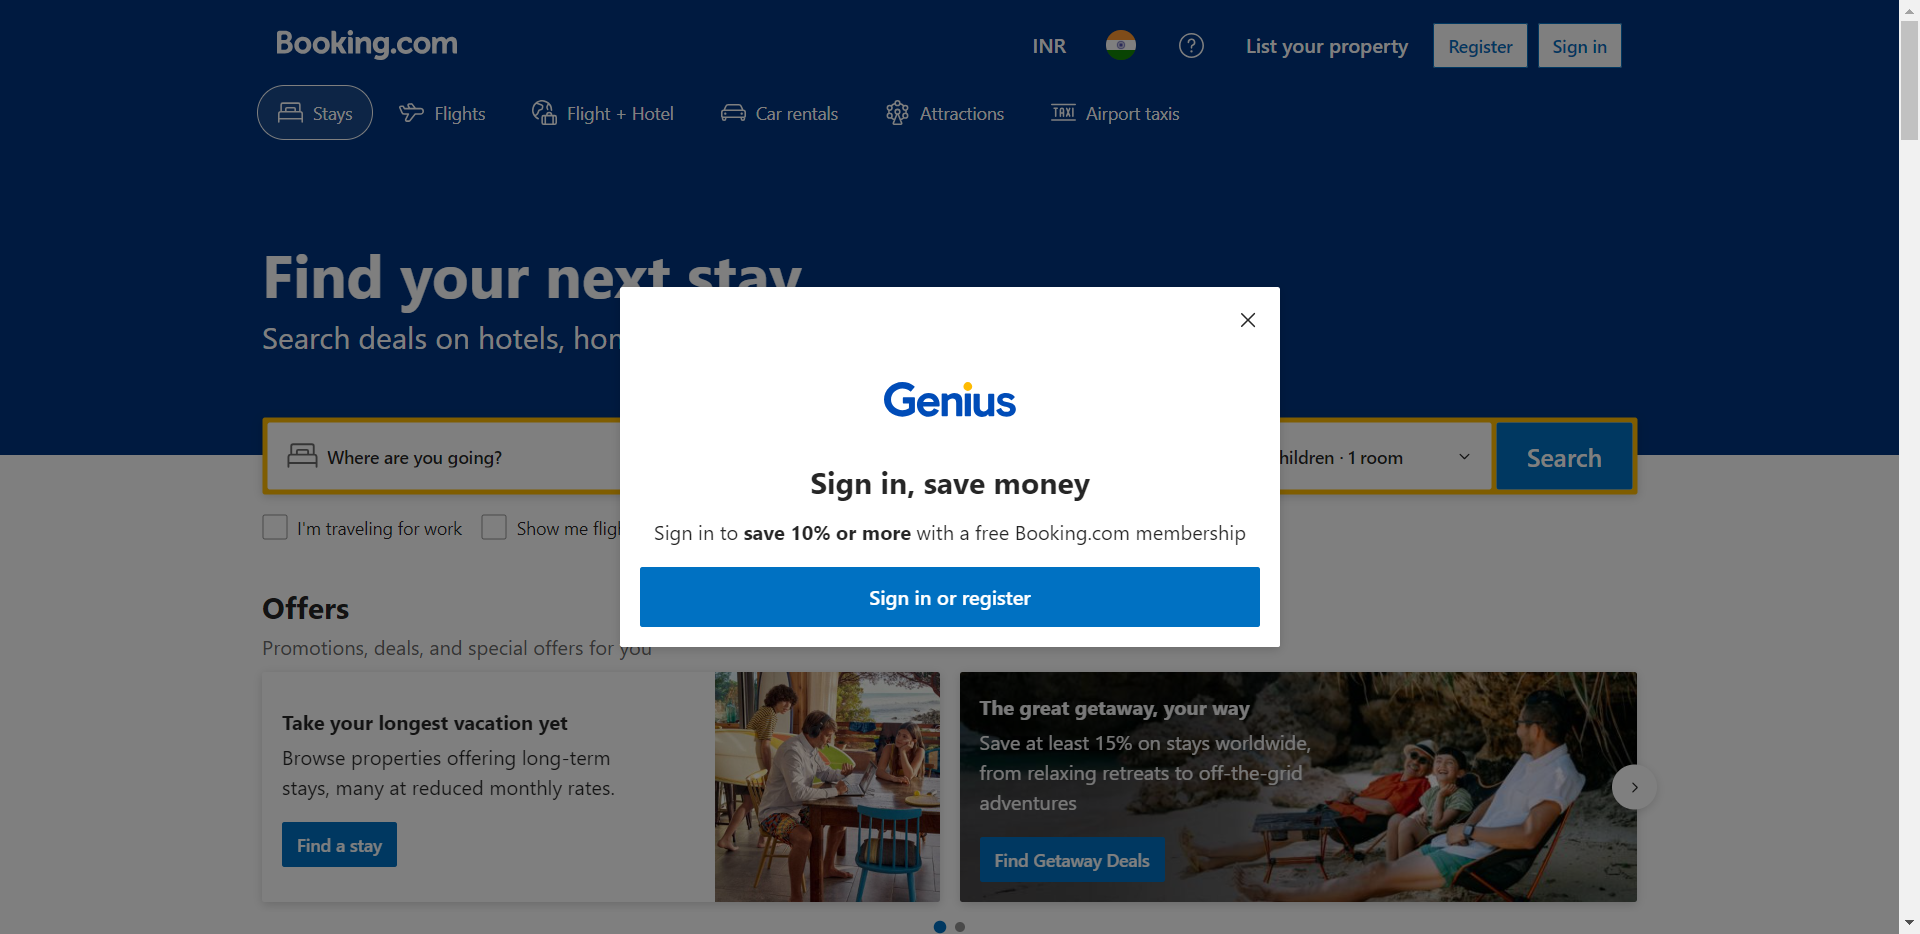 Booking.com
INR
List your property
Register
Sign in
Stays
Flights
Flight + Hotel
Car rentals
Attractions
TAXI
Airport taxis
Find your next stay
Search deals on hotels,
Genius
Sign in, save money
Sign in to save 10% or more with a free Booking.com membership
Sign in or register
Where are you going?
hildren · 1 room
Search
I'm traveling for work
Show me
Offers
Promotions, deals, and special offers for you
Take your longest vacation yet
Browse properties offering long-term
stays, many at reduced monthly rates.
Find a stay
The great getaway, your way
Save at least 15% on stays worldwide,
from relaxing retreats to off-the-grid
adventures
Find Getaway Deals